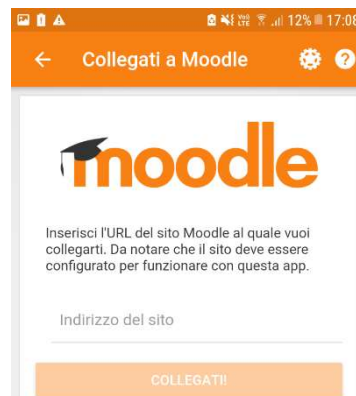 12% 17:08
Collegati a Moodle
moodle
Inserisci l'URL del sito Moodle al quale vuoi
collegarti. Da notare che il sito deve essere
configurato per funzionare con questa app.
Indirizzo del sito
COLLEGATI!